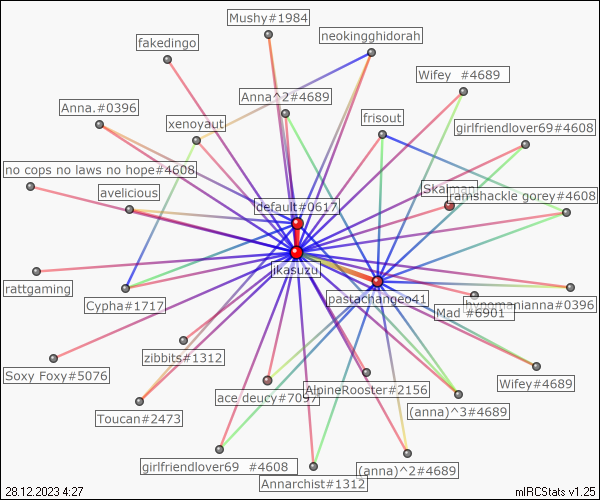 Mushy#1984
neokingghidorah
fakedingo
Wifey #4689
Anna^2#4689
Anna.#0396
xenoyaut
frisout
girlfriendlover69#4608
no cops no laws no hope#4608
avelicious
Skaiman
ramshackle gorey#4608
default#0617
ikasuzu
rattgaming
Cypha#1717
pastachangeo41
hypomanianna#0396
Mad #6901
zibbits#1312
Soxy Foxy#5076
ace deucy#7097
AlpineRooster#2156
Wifey#4689
Toucan#2473
(anna)^3#4689
girlfriendlover69 #4608
(anna)^2#4689
Annarchist#1312
28.12.2023 4:27
mIRCStats v1.25